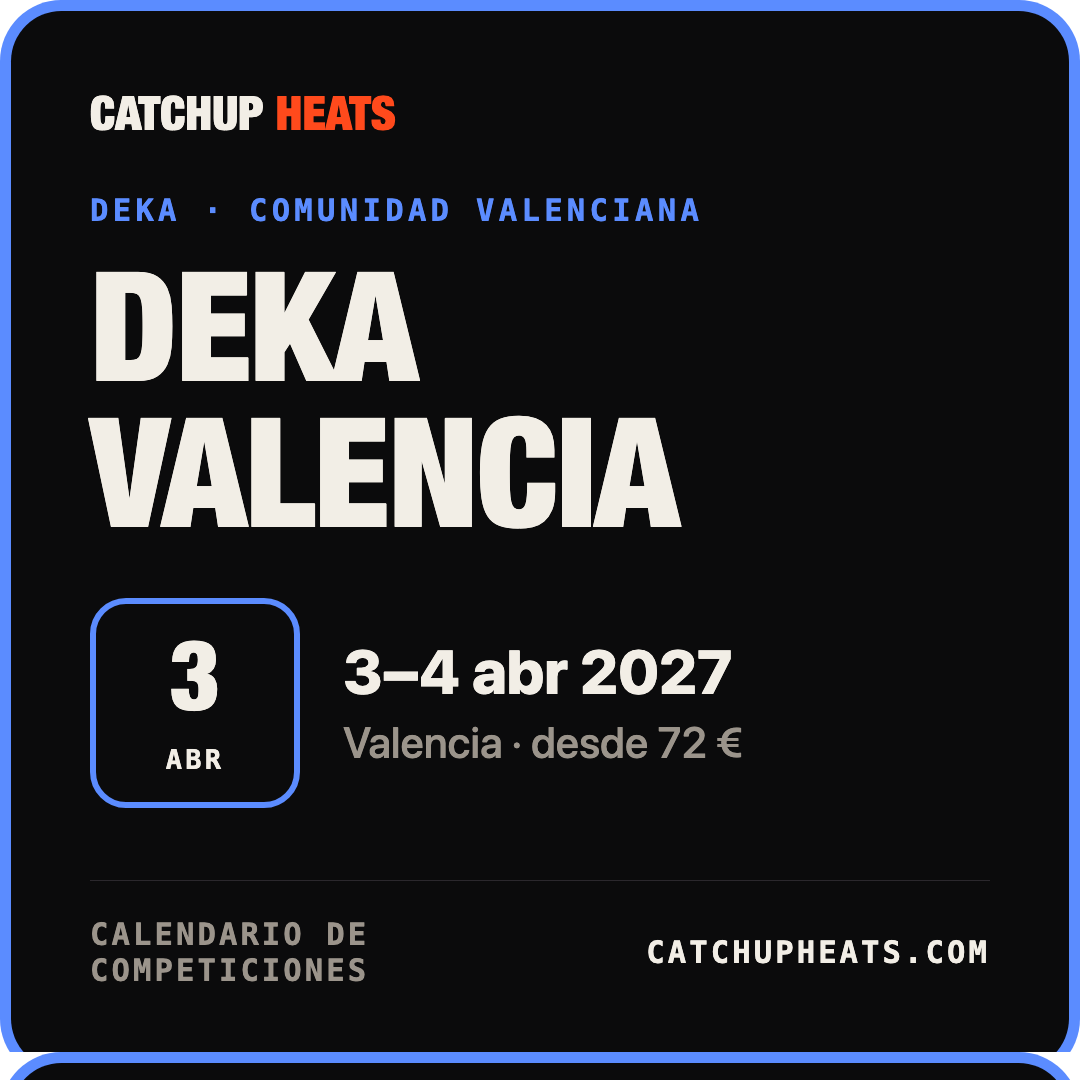 CATCHUP HEATS
DEKA · COMUNIDAD VALENCIANA
DEKA
VALENCIA
3
ABR
3–4 abr 2027
Valencia · desde 72 €
CALENDARIO DE
COMPETICIONES
CATCHUPHEATS.COM